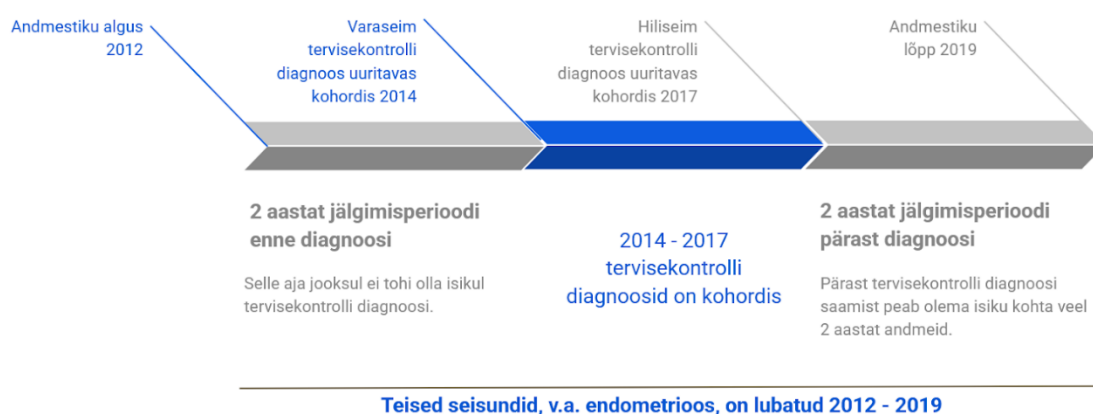 Andmestiku algus
2012
Varaseim
tervisekontrolli
diagnoos uuritavas
kohordis 2014
Hiliseim
tervisekontrolli
diagnoos uuritavas
kohordis 2017
Andmestiku
lõpp 2019
2 aastat jälgimisperioodi
enne diagnoosi
Selle aja jooksul ei tohi olla isikul
tervisekontrolli diagnoosi.
2014 - 2017
tervisekontrolli
diagnoosid on kohordis
2 aastat jälgimisperioodi
pärast diagnoosi
Pärast tervisekontrolli diagnoosi
saamist peab olema isiku kohta veel
2 aastat andmeid.
Teised seisundid, v.a. endometrioos, on lubatud 2012 - 2019